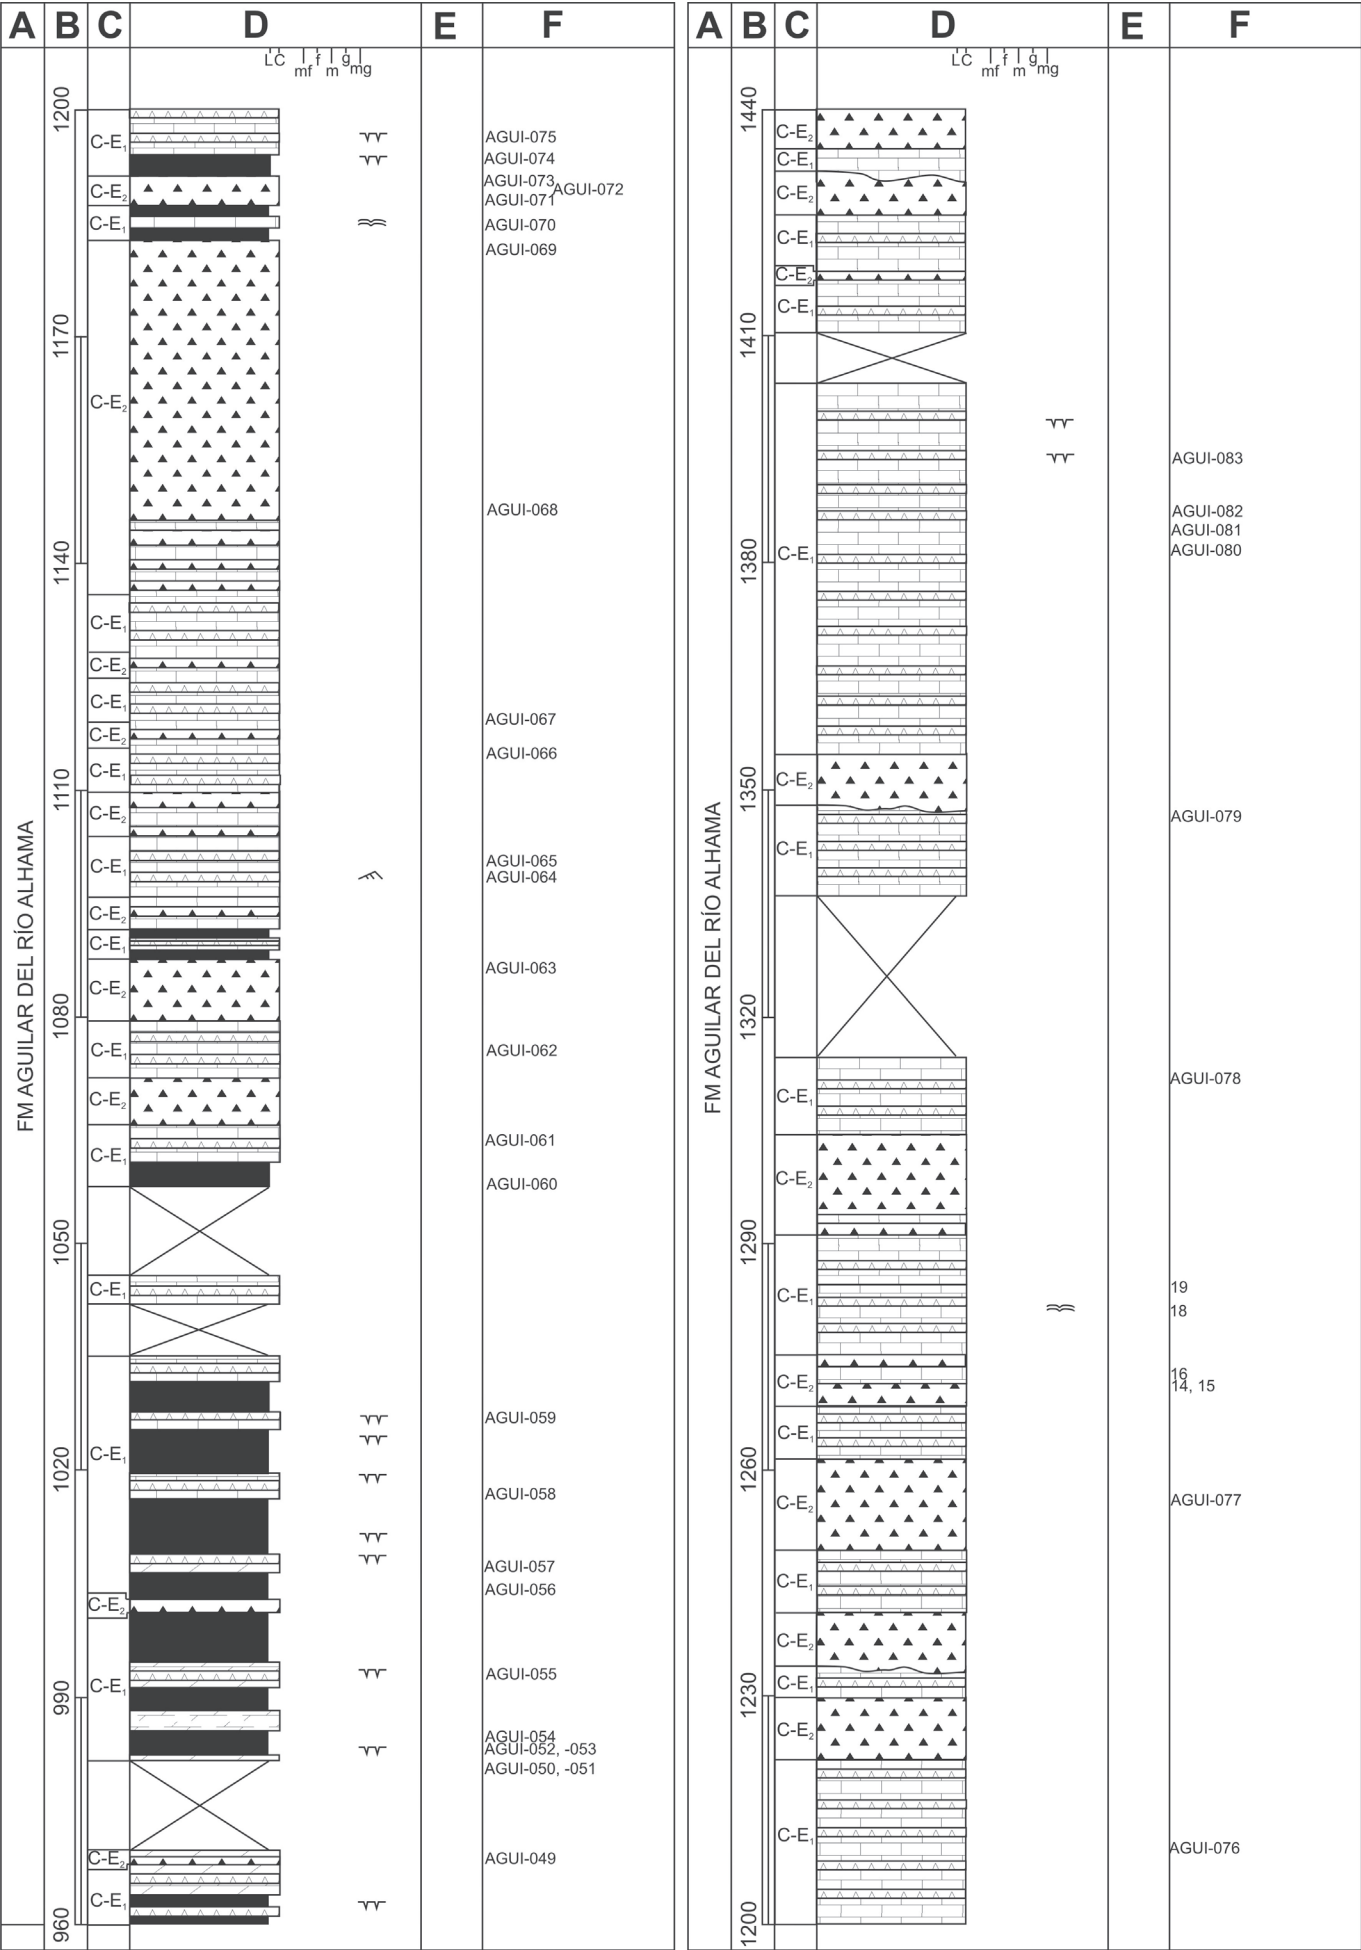 A B C D E F
LC mf f m g mg
FM AGUILAR DEL RÍO ALHAMA
1200
1170
1140
1110
1080
1050
1020
990
960
C-E1
C-E2
C-E1
C-E2
C-E1
C-E2
C-E1
C-E2
C-E1
C-E2
C-E1
C-E2
C-E1
C-E2
C-E1
C-E2
C-E1
C-E1
C-E1
C-E2
C-E1
C-E2
C-E1
AGUI-075
AGUI-074
AGUI-073
AGUI-072
AGUI-071
AGUI-070
AGUI-069
AGUI-068
AGUI-067
AGUI-066
AGUI-065
AGUI-064
AGUI-063
AGUI-062
AGUI-061
AGUI-060
AGUI-059
AGUI-058
AGUI-057
AGUI-056
AGUI-055
AGUI-054
AGUI-052, -053
AGUI-050, -051
AGUI-049
A B C D E F
LC mf f m g mg
FM AGUILAR DEL RÍO ALHAMA
1440
1410
1380
1350
1320
1290
1260
1230
1200
C-E2
C-E1
C-E2
C-E1
C-E2
C-E1
C-E1
C-E2
C-E1
C-E1
C-E2
C-E1
C-E2
C-E1
C-E2
C-E1
C-E2
C-E1
C-E2
C-E1
AGUI-083
AGUI-082
AGUI-081
AGUI-080
AGUI-079
AGUI-078
19
18
16
14, 15
AGUI-077
AGUI-076